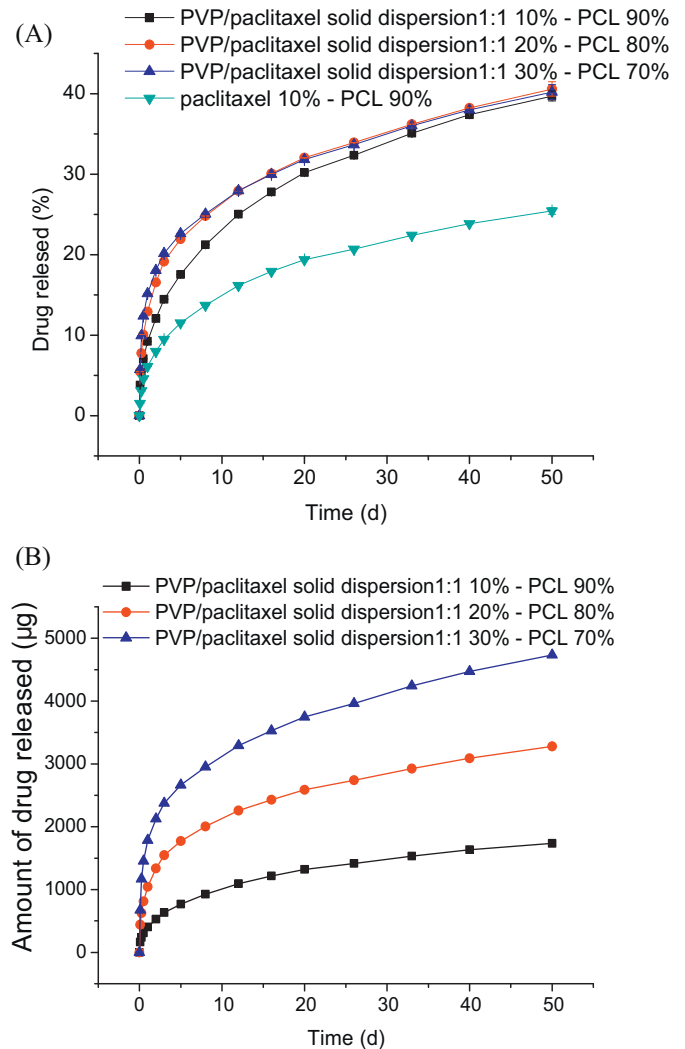 (A)
PVP/paclitaxel solid dispersion1:1 10% - PCL 90%
PVP/paclitaxel solid dispersion1:1 20% - PCL 80%
PVP/paclitaxel solid dispersion1:1 30% - PCL 70%
paclitaxel 10% - PCL 90%
40
30
20
10
0
Drug relesed (%)
0 10 20 30 40 50
Time (d)
(B)
PVP/paclitaxel solid dispersion1:1 10% - PCL 90%
PVP/paclitaxel solid dispersion1:1 20% - PCL 80%
PVP/paclitaxel solid dispersion1:1 30% - PCL 70%
5000
4000
3000
2000
1000
0
Amount of drug released (μg)
0 10 20 30 40 50
Time (d)